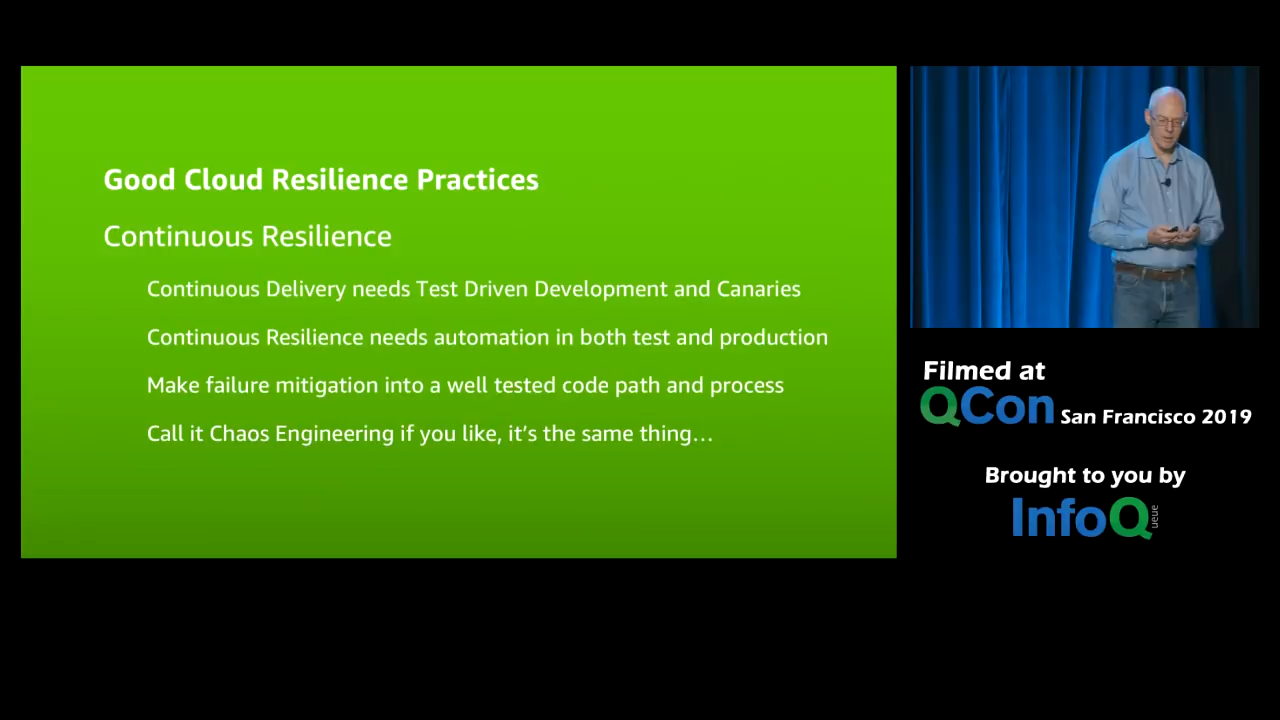 Good Cloud Resilience Practices
Continuous Resilience
Continuous Delivery needs Test Driven Development and Canaries
Continuous Resilience needs automation in both test and production
Make failure mitigation into a well tested code path and process
Call it Chaos Engineering if you like, it’s the same thing…
Filmed at
QCon San Francisco 2019
Brought to you by
InfoQ
ueue